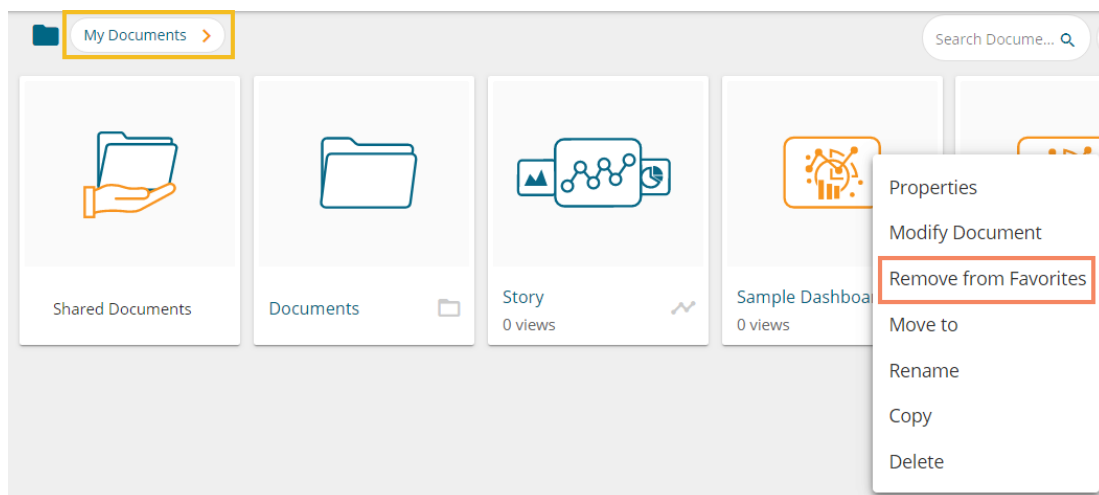 My Documents
Search Docume...
Shared Documents
Documents
Story
0 views
Sample Dashboa
0 views
Properties
Modify Document
Remove from Favorites
Move to
Rename
Copy
Delete